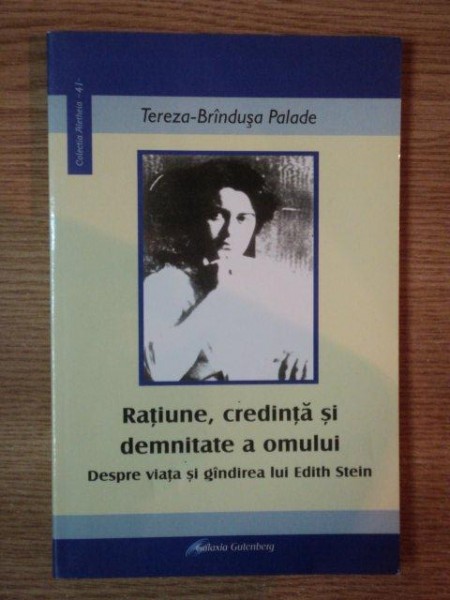 Colecția Aletheia - 41
Tereza-Brîndușa Palade
Rațiune, credință și
demnitate a omului
Despre viața și gîndirea lui Edith Stein
Galaxia Gutenberg